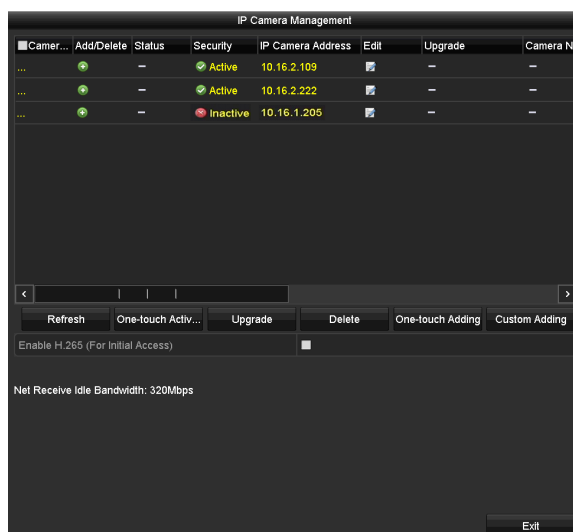 IP Camera Management
Camer... Add/Delete Status Security IP Camera Address Edit Upgrade Camera N
... – Active 10.16.2.109 – –
... – Active 10.16.2.222 – –
... – Inactive 10.16.1.205 – –
Refresh One-touch Activ... Upgrade Delete One-touch Adding Custom Adding
Enable H.265 (For Initial Access)
Net Receive Idle Bandwidth: 320Mbps
Exit